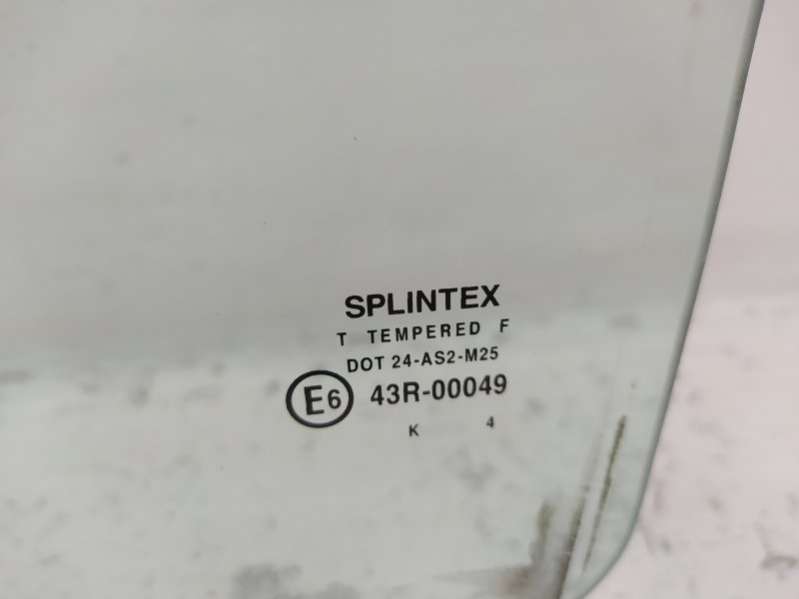 SPLINTEX
T TEMPERED F
DOT 24-AS2-M25
E6 43R-00049
K 4